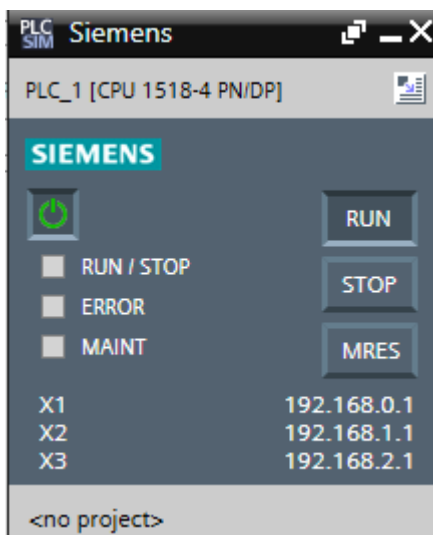 PLC SIM Siemens
PLC_1 [CPU 1518-4 PN/DP]
SIEMENS
RUN
RUN / STOP
STOP
ERROR
MAINT
MRES
X1 192.168.0.1
X2 192.168.1.1
X3 192.168.2.1
<no project>